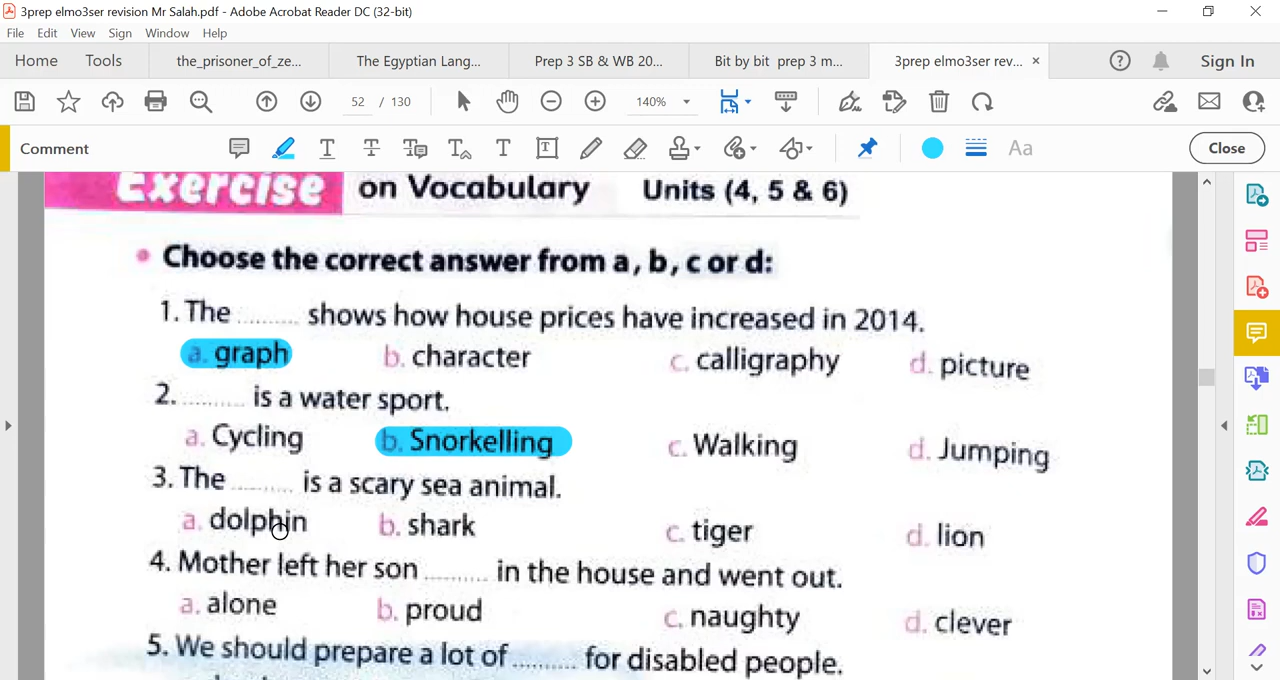 3prep elmo3ser revision Mr Salah.pdf - Adobe Acrobat Reader DC (32-bit)
File Edit View Sign Window Help
Home Tools the_prisoner_of_ze... The Egyptian Lang... Prep 3 SB & WB 20... Bit by bit prep 3 m... 3prep elmo3ser rev... × Sign In
52 / 130 140%
Comment Aa Close
Exercise on Vocabulary Units (4, 5 & 6)
• Choose the correct answer from a, b, c or d:
1. The .......... shows how house prices have increased in 2014.
a. graph b. character c. calligraphy d. picture
2. .......... is a water sport.
a. Cycling b. Snorkelling c. Walking d. Jumping
3. The .......... is a scary sea animal.
a. dolphin b. shark c. tiger d. lion
4. Mother left her son .......... in the house and went out.
a. alone b. proud c. naughty d. clever
5. We should prepare a lot of .......... for disabled people.